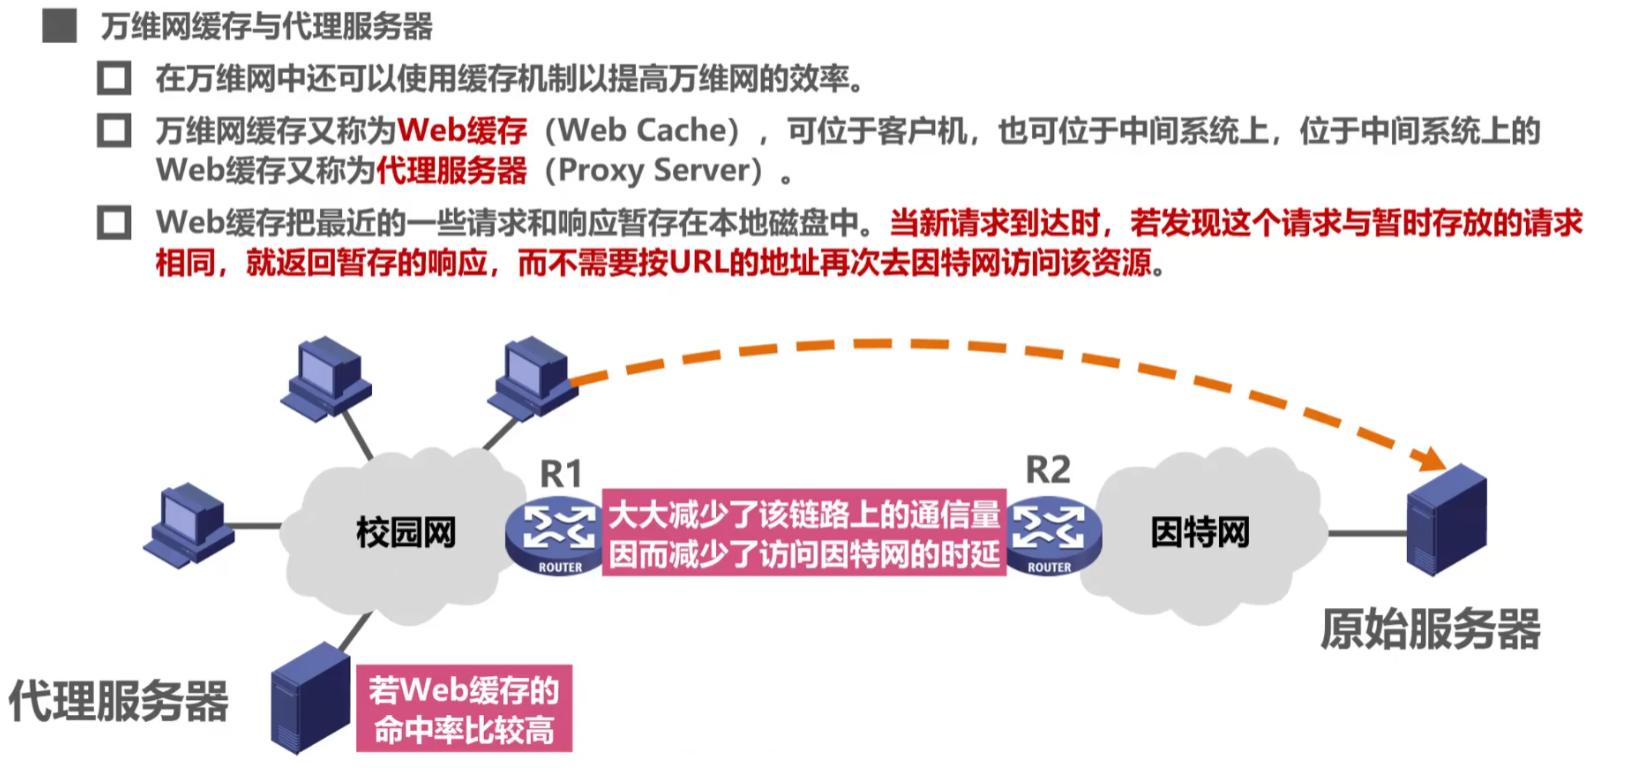 万维网缓存与代理服务器
在万维网中还可以使用缓存机制以提高万维网的效率。
万维网缓存又称为Web缓存（Web Cache），可位于客户机，也可位于中间系统上，位于中间系统上的
Web缓存又称为代理服务器（Proxy Server）。
Web缓存把最近的一些请求和响应暂存在本地磁盘中。当新请求到达时，若发现这个请求与暂时存放的请求
相同，就返回暂存的响应，而不需要按URL的地址再次去因特网访问该资源。
R1
R2
大大减少了该链路上的通信量
因而减少了访问因特网的时延
校园网
因特网
ROUTER
ROUTER
原始服务器
代理服务器
若Web缓存的
命中率比较高